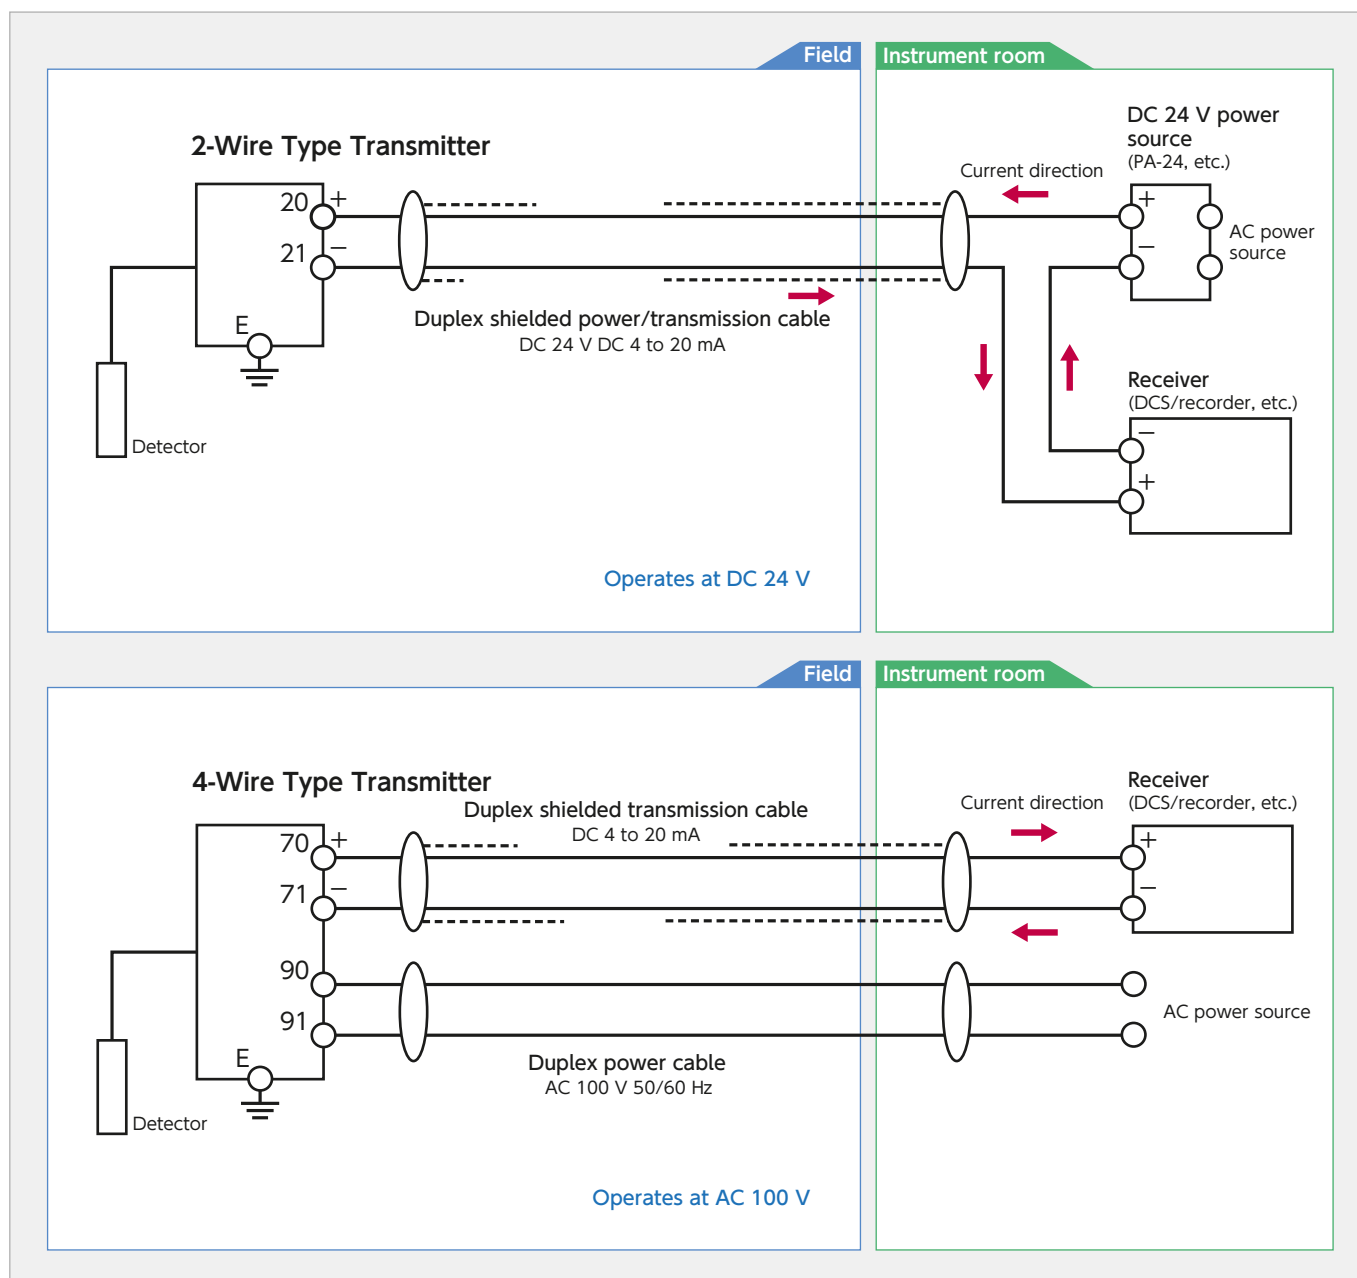 Field
Instrument room
2-Wire Type Transmitter
DC 24 V power
source
(PA-24, etc.)
Current direction
20 +
21 −
+
−
AC power
source
E
Duplex shielded power/transmission cable
DC 24 V DC 4 to 20 mA
Detector
Receiver
(DCS/recorder, etc.)
−
+
Operates at DC 24 V
Field
Instrument room
4-Wire Type Transmitter
Duplex shielded transmission cable
DC 4 to 20 mA
Current direction
Receiver
(DCS/recorder, etc.)
70 +
71 −
+
−
90
91
AC power source
E
Duplex power cable
AC 100 V 50/60 Hz
Detector
Operates at AC 100 V